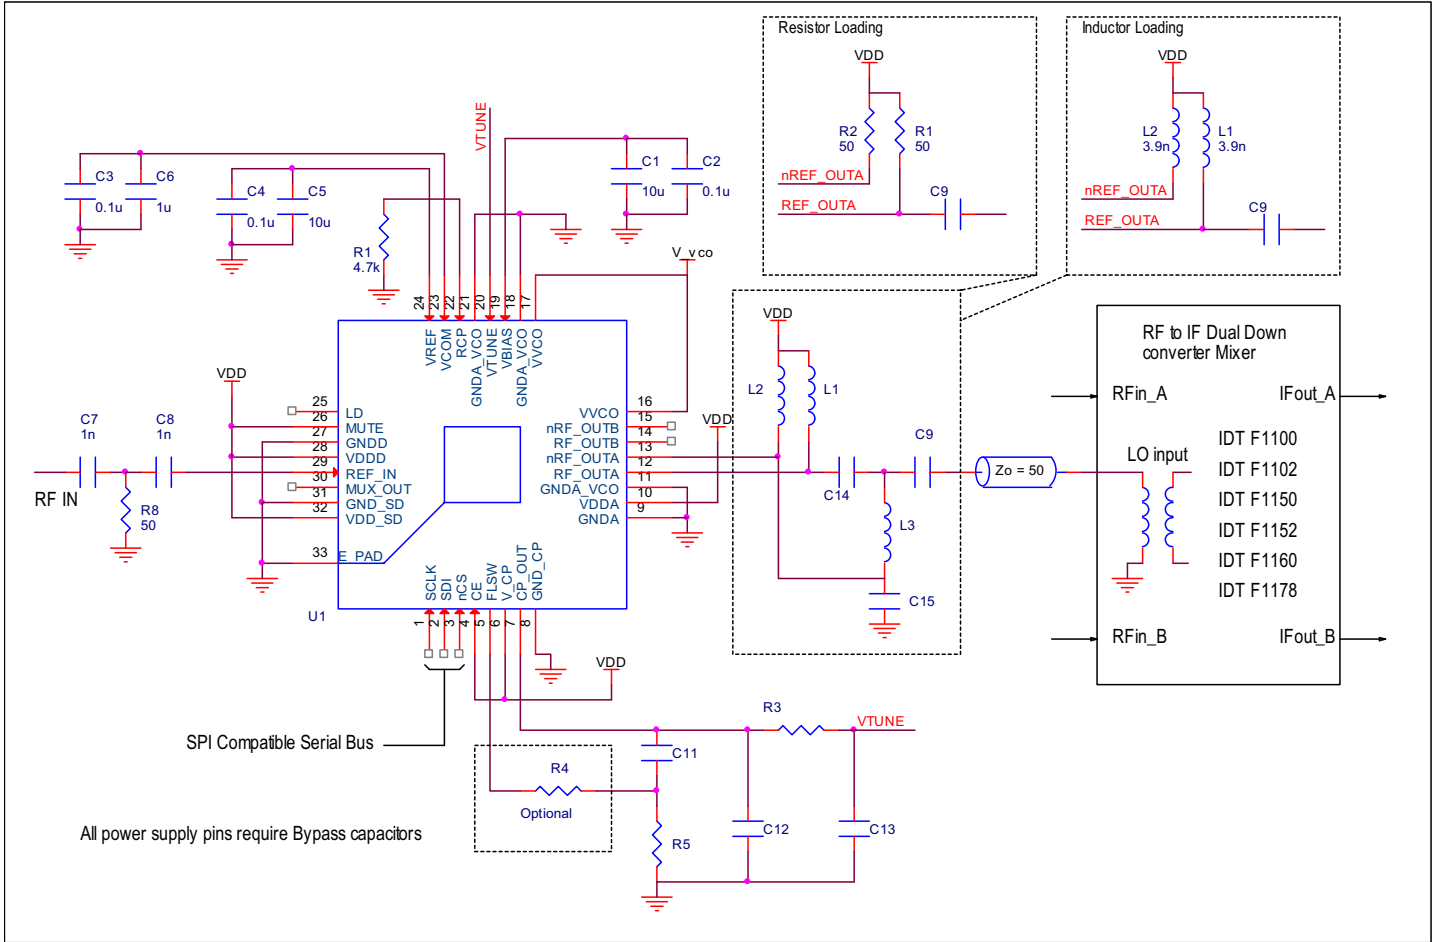 Resistor Loading
VDD
R2
50
R1
50
nREF_OUTA
REF_OUTA
C9
Inductor Loading
VDD
L2
3.9n
L1
3.9n
nREF_OUTA
REF_OUTA
C9
VTUNE
C3
0.1u
C6
1u
C4
0.1u
C5
10u
R1
4.7k
C1
10u
C2
0.1u
V_vco
24
23
22
21
20
19
18
17
VREF
VCOM
RCP
GNDA_VCO
VTUNE
VBIAS
GNDA_VCO
VVCO
VDD
25
26
27
28
29
30
31
32
33
LD
MUTE
GNDD
VDDD
REF_IN
MUX_OUT
GND_SD
VDD_SD
E_PAD
C7
1n
C8
1n
RF IN
R8
50
U1
16
15
14
13
12
11
10
9
VVCO
nRF_OUTB
RF_OUTB
nRF_OUTA
RF_OUTA
GNDA_VCO
VDDA
GNDA
VDD
SCLK
SDI
nCS
CE
FLSW
V_CP
CP_OUT
GND_CP
1
2
3
4
5
6
7
8
VDD
VDD
L2
L1
C14
C9
L3
C15
Zo = 50
RF to IF Dual Down
converter Mixer
RFin_A
IFout_A
LO input
IDT F1100
IDT F1102
IDT F1150
IDT F1152
IDT F1160
IDT F1178
RFin_B
IFout_B
SPI Compatible Serial Bus
R3
VTUNE
C11
R4
Optional
R5
C12
C13
All power supply pins require Bypass capacitors